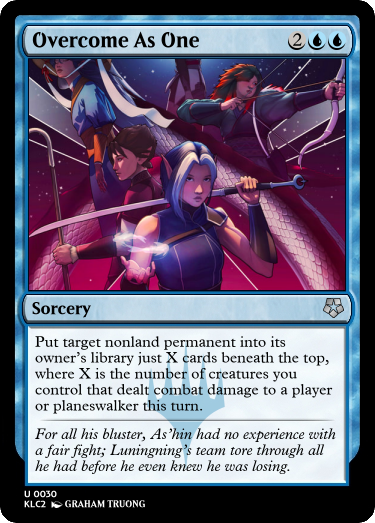 Overcome As One 2
Sorcery
Put target nonland permanent into its
owner's library just X cards beneath the top,
where X is the number of creatures you
control that dealt combat damage to a player
or planeswalker this turn.
For all his bluster, As'hin had no experience with
a fair fight; Luningning's team tore through all
he had before he even knew he was losing.
U 0030
KLC2 GRAHAM TRUONG